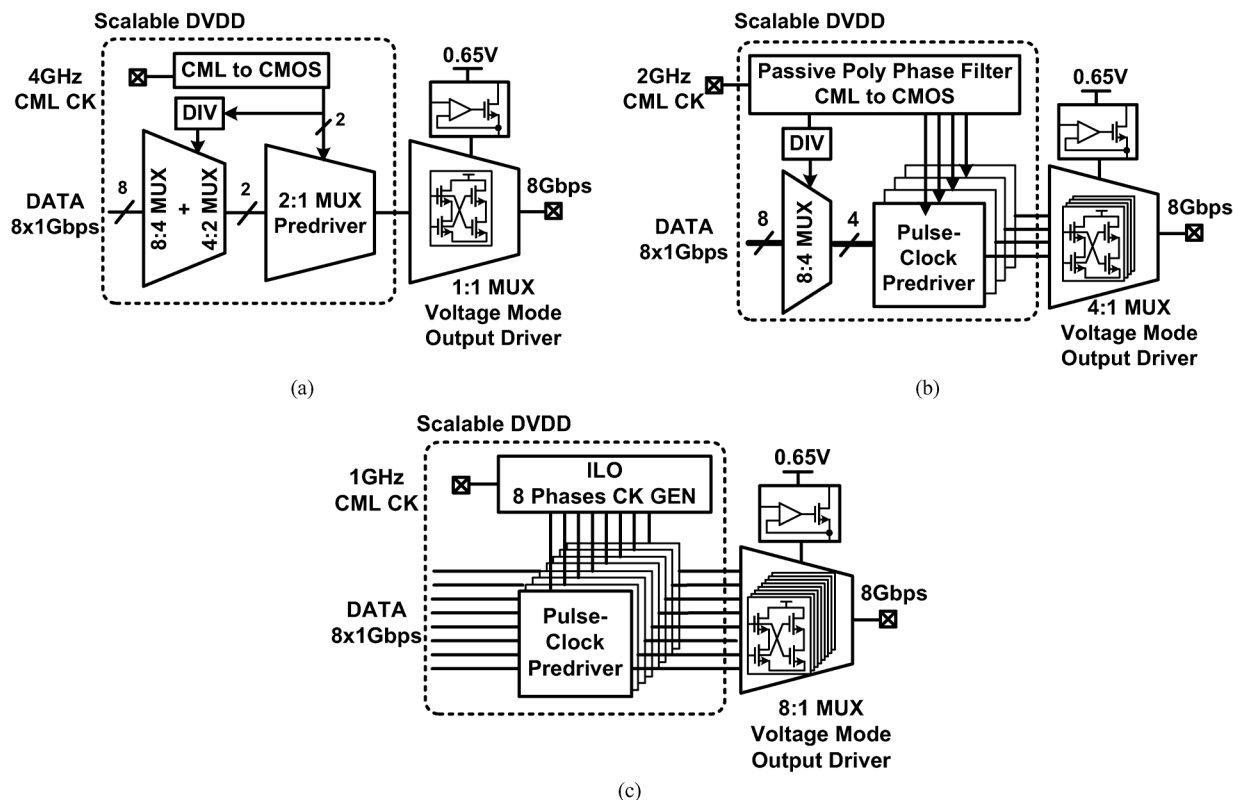 Scalable DVDD
4GHz
CML CK
CML to CMOS
DIV
2
0.65V
8
DATA
8x1Gbps
8:4 MUX
+
4:2 MUX
2
2:1 MUX
Predriver
8Gbps
1:1 MUX
Voltage Mode
Output Driver
(a)
Scalable DVDD
2GHz
CML CK
Passive Poly Phase Filter
CML to CMOS
DIV
0.65V
8
DATA
8x1Gbps
8:4 MUX
4
Pulse-
Clock
Predriver
8Gbps
4:1 MUX
Voltage Mode
Output Driver
(b)
Scalable DVDD
1GHz
CML CK
ILO
8 Phases CK GEN
0.65V
DATA
8x1Gbps
Pulse-
Clock
Predriver
8Gbps
8:1 MUX
Voltage Mode
Output Driver
(c)